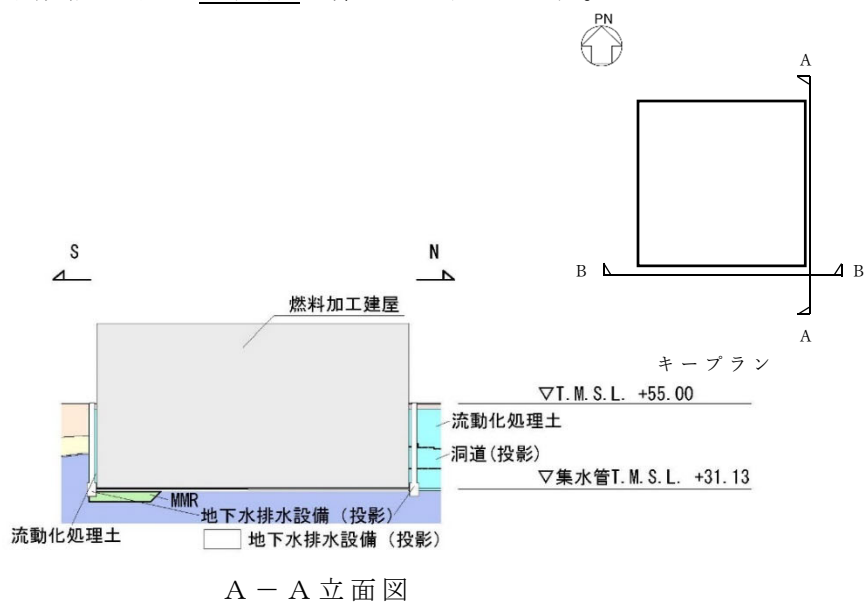 PN
A
B
B
A
キープラン
S
N
燃料加工建屋
▽T.M.S.L. +55.00
流動化処理土
洞道(投影)
▽集水管T.M.S.L. +31.13
MMR
地下水排水設備（投影）
流動化処理土
地下水排水設備（投影）
A－A立面図